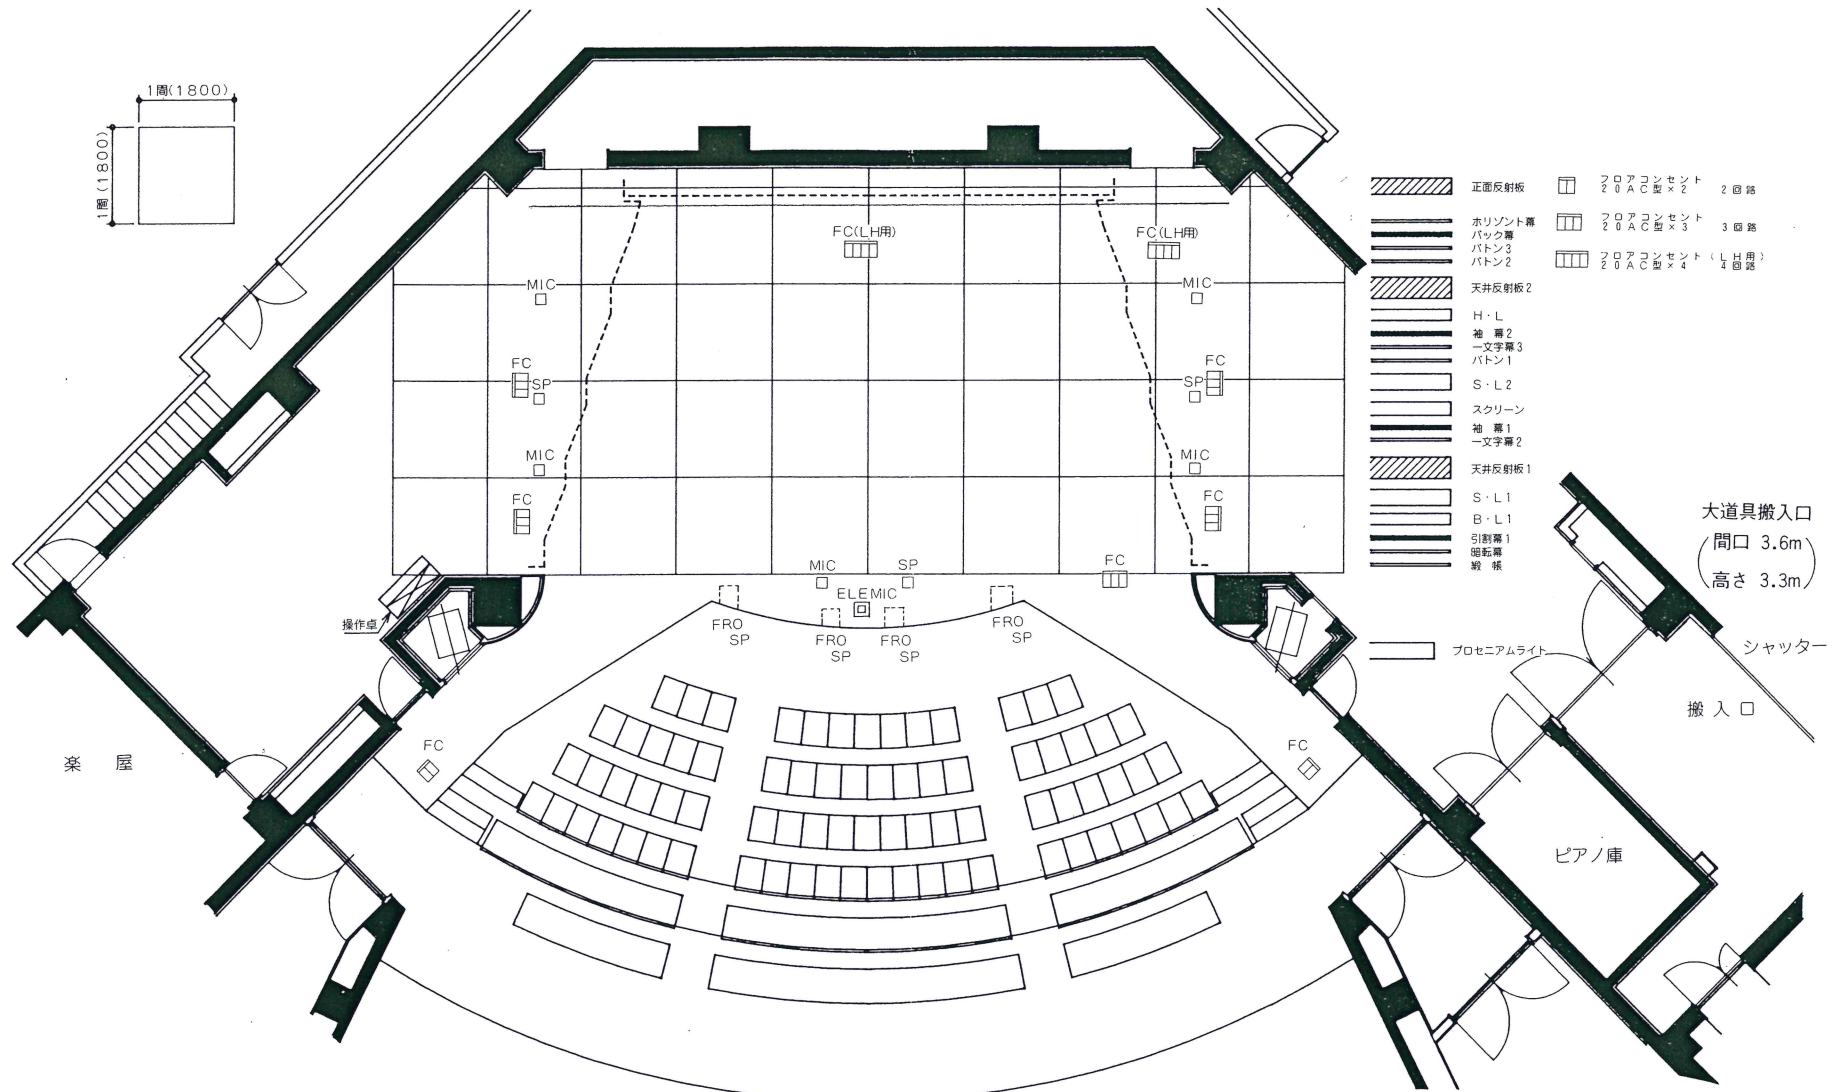 1間(1800)
1間(1800)
FC(LH用)
FC(LH用)
MIC
MIC
FC
SP
SP
FC
MIC
MIC
FC
FC
MIC
SP
FC
ELEMIC
操作卓
FRO
SP
FRO
SP
FRO
SP
FRO
SP
FC
FC
楽屋
正面反射板
ホリゾント幕
バック幕
バトン3
バトン2
天井反射板2
H・L
袖 幕2
一文字幕3
バトン1
S・L2
スクリーン
袖 幕1
一文字幕2
天井反射板1
S・L1
B・L1
引割幕1
暗転幕
緞 帳
プロセニアムライト
フロアコンセント
20AC型×2 2回路
フロアコンセント
20AC型×3 3回路
フロアコンセント(LH用)
20AC型×4 4回路
大道具搬入口
(間口 3.6m
高さ 3.3m)
シャッター
搬入口
ピアノ庫